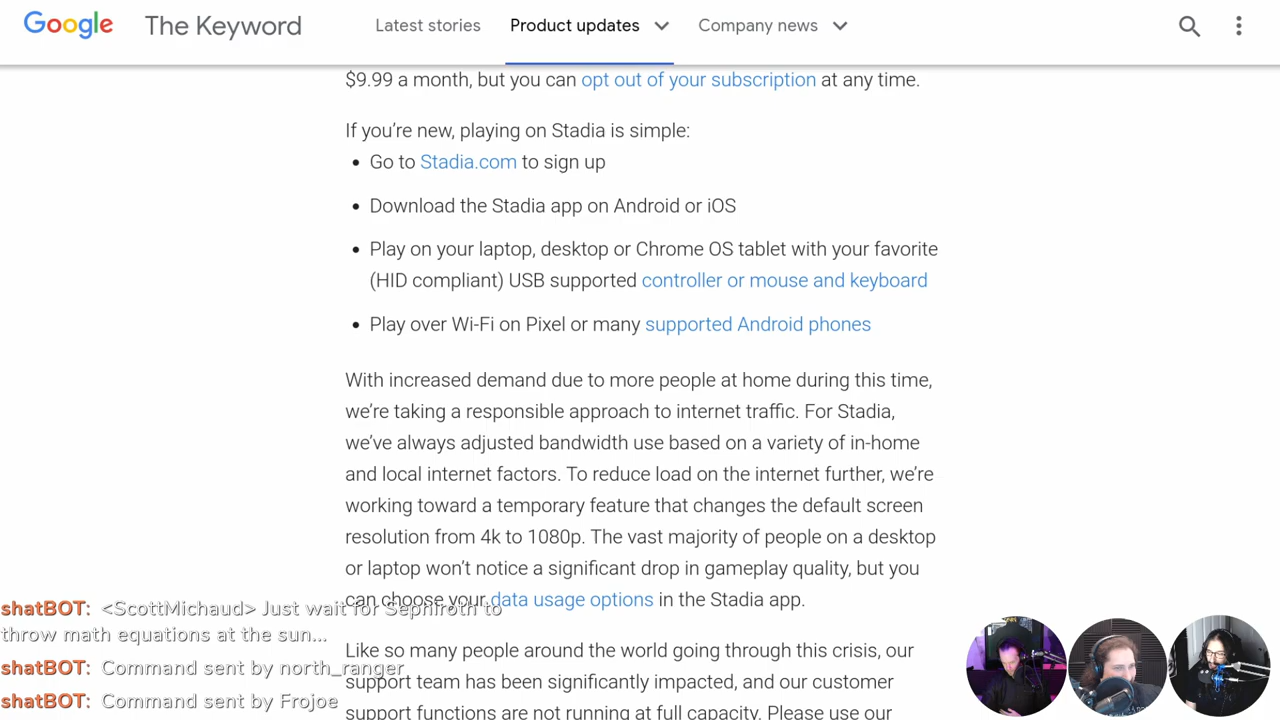 Google The Keyword Latest stories Product updates Company news
$9.99 a month, but you can opt out of your subscription at any time.
If you’re new, playing on Stadia is simple:
• Go to Stadia.com to sign up
• Download the Stadia app on Android or iOS
• Play on your laptop, desktop or Chrome OS tablet with your favorite
(HID compliant) USB supported controller or mouse and keyboard
• Play over Wi-Fi on Pixel or many supported Android phones
With increased demand due to more people at home during this time,
we’re taking a responsible approach to internet traffic. For Stadia,
we’ve always adjusted bandwidth use based on a variety of in-home
and local internet factors. To reduce load on the internet further, we’re
working toward a temporary feature that changes the default screen
resolution from 4k to 1080p. The vast majority of people on a desktop
or laptop won’t notice a significant drop in gameplay quality, but you
can choose your data usage options in the Stadia app.
Like so many people around the world going through this crisis, our
support team has been significantly impacted, and our customer
support functions are not running at full capacity. Please use our
shatBOT: <ScottMichaud> Just wait for Sephiroth to
throw math equations at the sun...
shatBOT: Command sent by north_ranger
shatBOT: Command sent by Frojoe